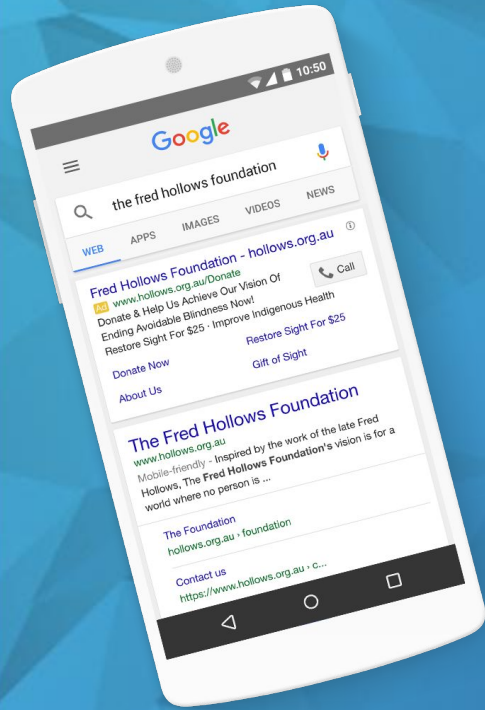 10:50
Google
the fred hollows foundation
WEB APPS IMAGES VIDEOS NEWS
Fred Hollows Foundation - hollows.org.au
Ad www.hollows.org.au/Donate
Donate & Help Us Achieve Our Vision Of
Ending Avoidable Blindness Now!
Restore Sight For $25 · Improve Indigenous Health
Call
Donate Now Restore Sight For $25
About Us Gift of Sight
The Fred Hollows Foundation
www.hollows.org.au
Mobile-friendly - Inspired by the work of the late Fred
Hollows, The Fred Hollows Foundation's vision is for a
world where no person is ...
The Foundation
hollows.org.au › foundation
Contact us
https://www.hollows.org.au › c...